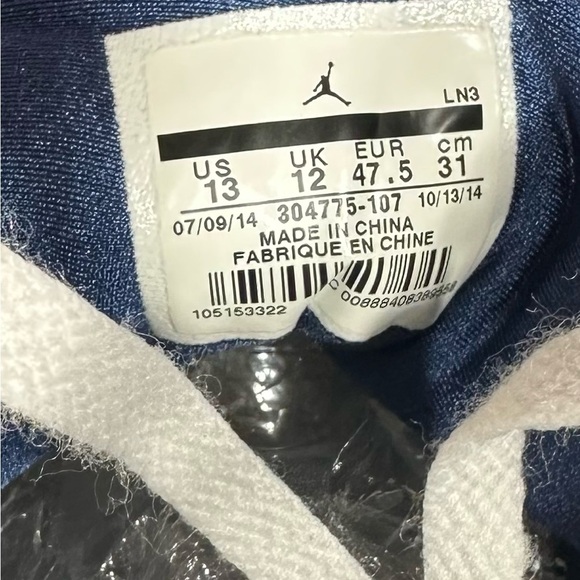 LN3
US UK EUR cm
13 12 47.5 31
07/09/14 304775-107 10/13/14
MADE IN CHINA
FABRIQUE EN CHINE
105153322